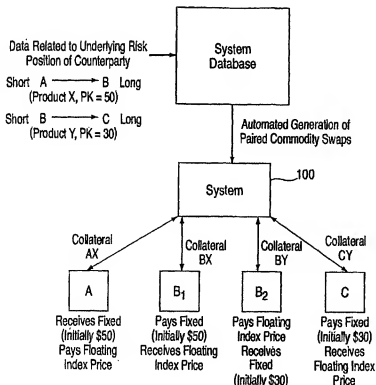 Data Related to Underlying Risk
Position of Counterparty
Short A B Long
(Product X, PK = 50)
Short B C Long
(Product Y, PK = 30)
System
Database
Automated Generation of
Paired Commodity Swaps
System
100
Collateral
AX
Collateral
BX
Collateral
BY
Collateral
CY
A
B1
B2
C
Receives Fixed
(Initially $50)
Pays Floating
Index Price
Pays Fixed
(Initially $50)
Receives Floating
Index Price
Pays Floating
Index Price
Receives
Fixed
(Initially $30)
Pays Fixed
(Initially $30)
Receives
Floating Index
Price